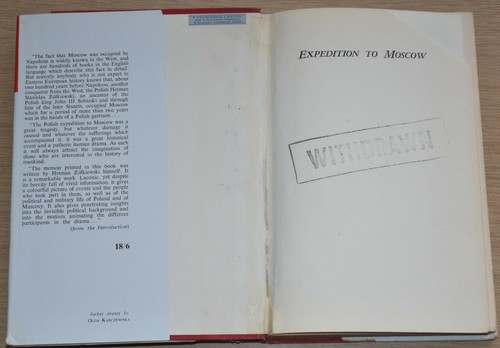 "The fact that Moscow was occupied by
Napoleon is widely known in the West, and
there are hundreds of books in the English
language which describe this fact in detail.
But scarcely anybody who is not expert in
Eastern European history knows that, about
two hundred years before Napoleon, another
conqueror from the West, the Polish Hetman
Stanislas Żółkiewski, an ancestor of the
Polish king John III Sobieski and through
him of the later Stuarts, occupied Moscow
which for a period of more than two years
was in the hands of a Polish garrison ...
"The Polish expedition to Moscow was a
great tragedy, but whatever damage it
caused and whatever the sufferings which
accompanied it, it was a great historical
event and a pathetic human drama. As such
it will always attract the imagination of
those who are interested in the history of
mankind.
"The memoir printed in this book was
written by Hetman Żółkiewski himself. It
is a remarkable work. Laconic, yet despite
its brevity full of vivid information, it gives
a colourful picture of events and the people
who took part in them, as well as of the
political and military life of Poland and of
Muscovy. It also gives penetrating insights
into the invisible political background and
into the motives animating the different
participants in the drama ...
(from the Introduction)
18/6
Jacket drawn by
OLGA KARCZEWSKA
EXPEDITION TO MOSCOW
WITHDRAWN